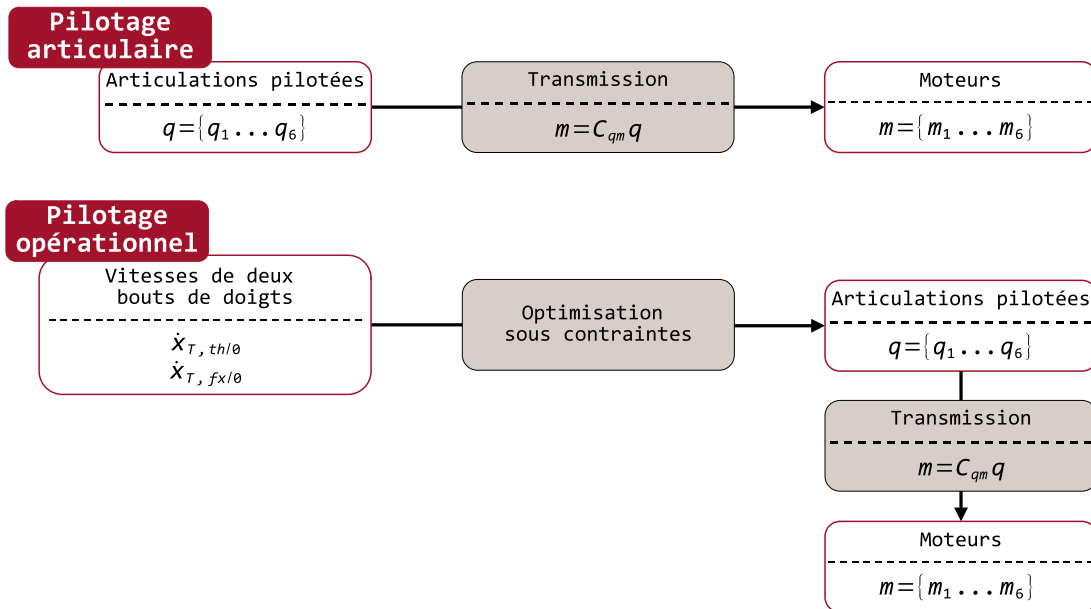 Pilotage
articulaire
Articulations pilotées
q={q₁...q₆}
Transmission
m=C_qm q
Moteurs
m={m₁...m₆}
Pilotage
opérationnel
Vitesses de deux
bouts de doigts
ẋ_T,th/0
ẋ_T,fx/0
Optimisation
sous contraintes
Articulations pilotées
q={q₁...q₆}
Transmission
m=C_qm q
Moteurs
m={m₁...m₆}